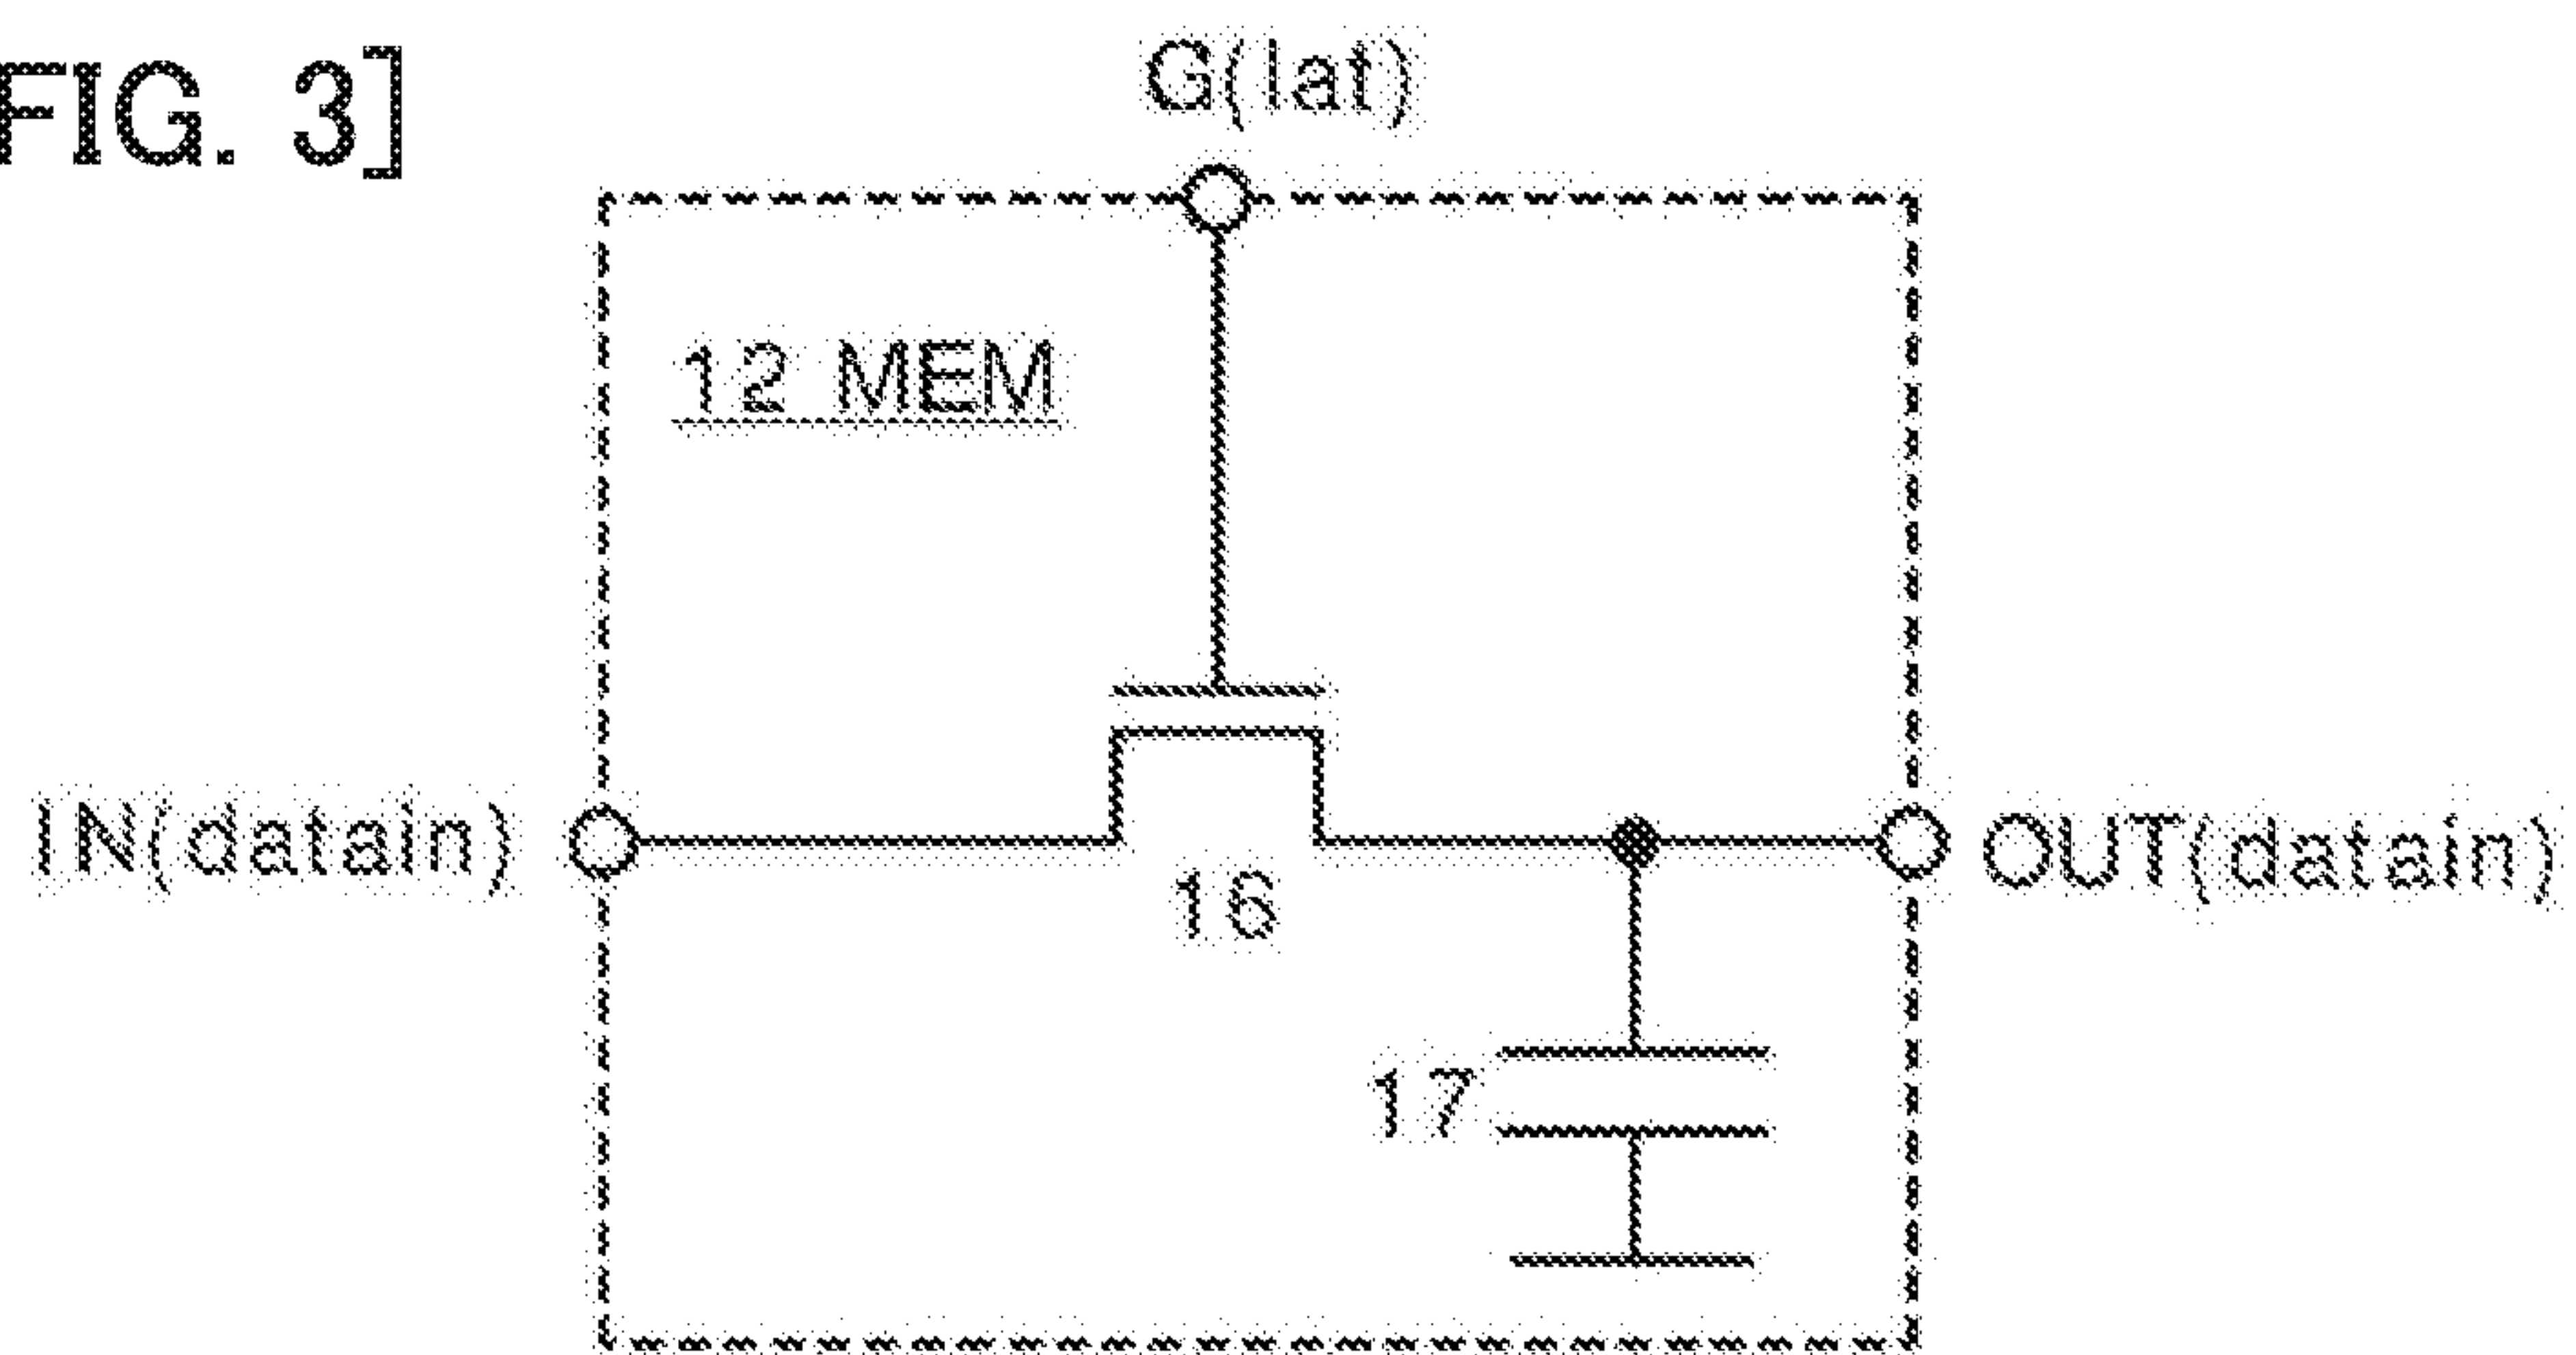 FIG. 3]
G(lat)
12 MEM
IN(datain)
OUT(datain)
16
17